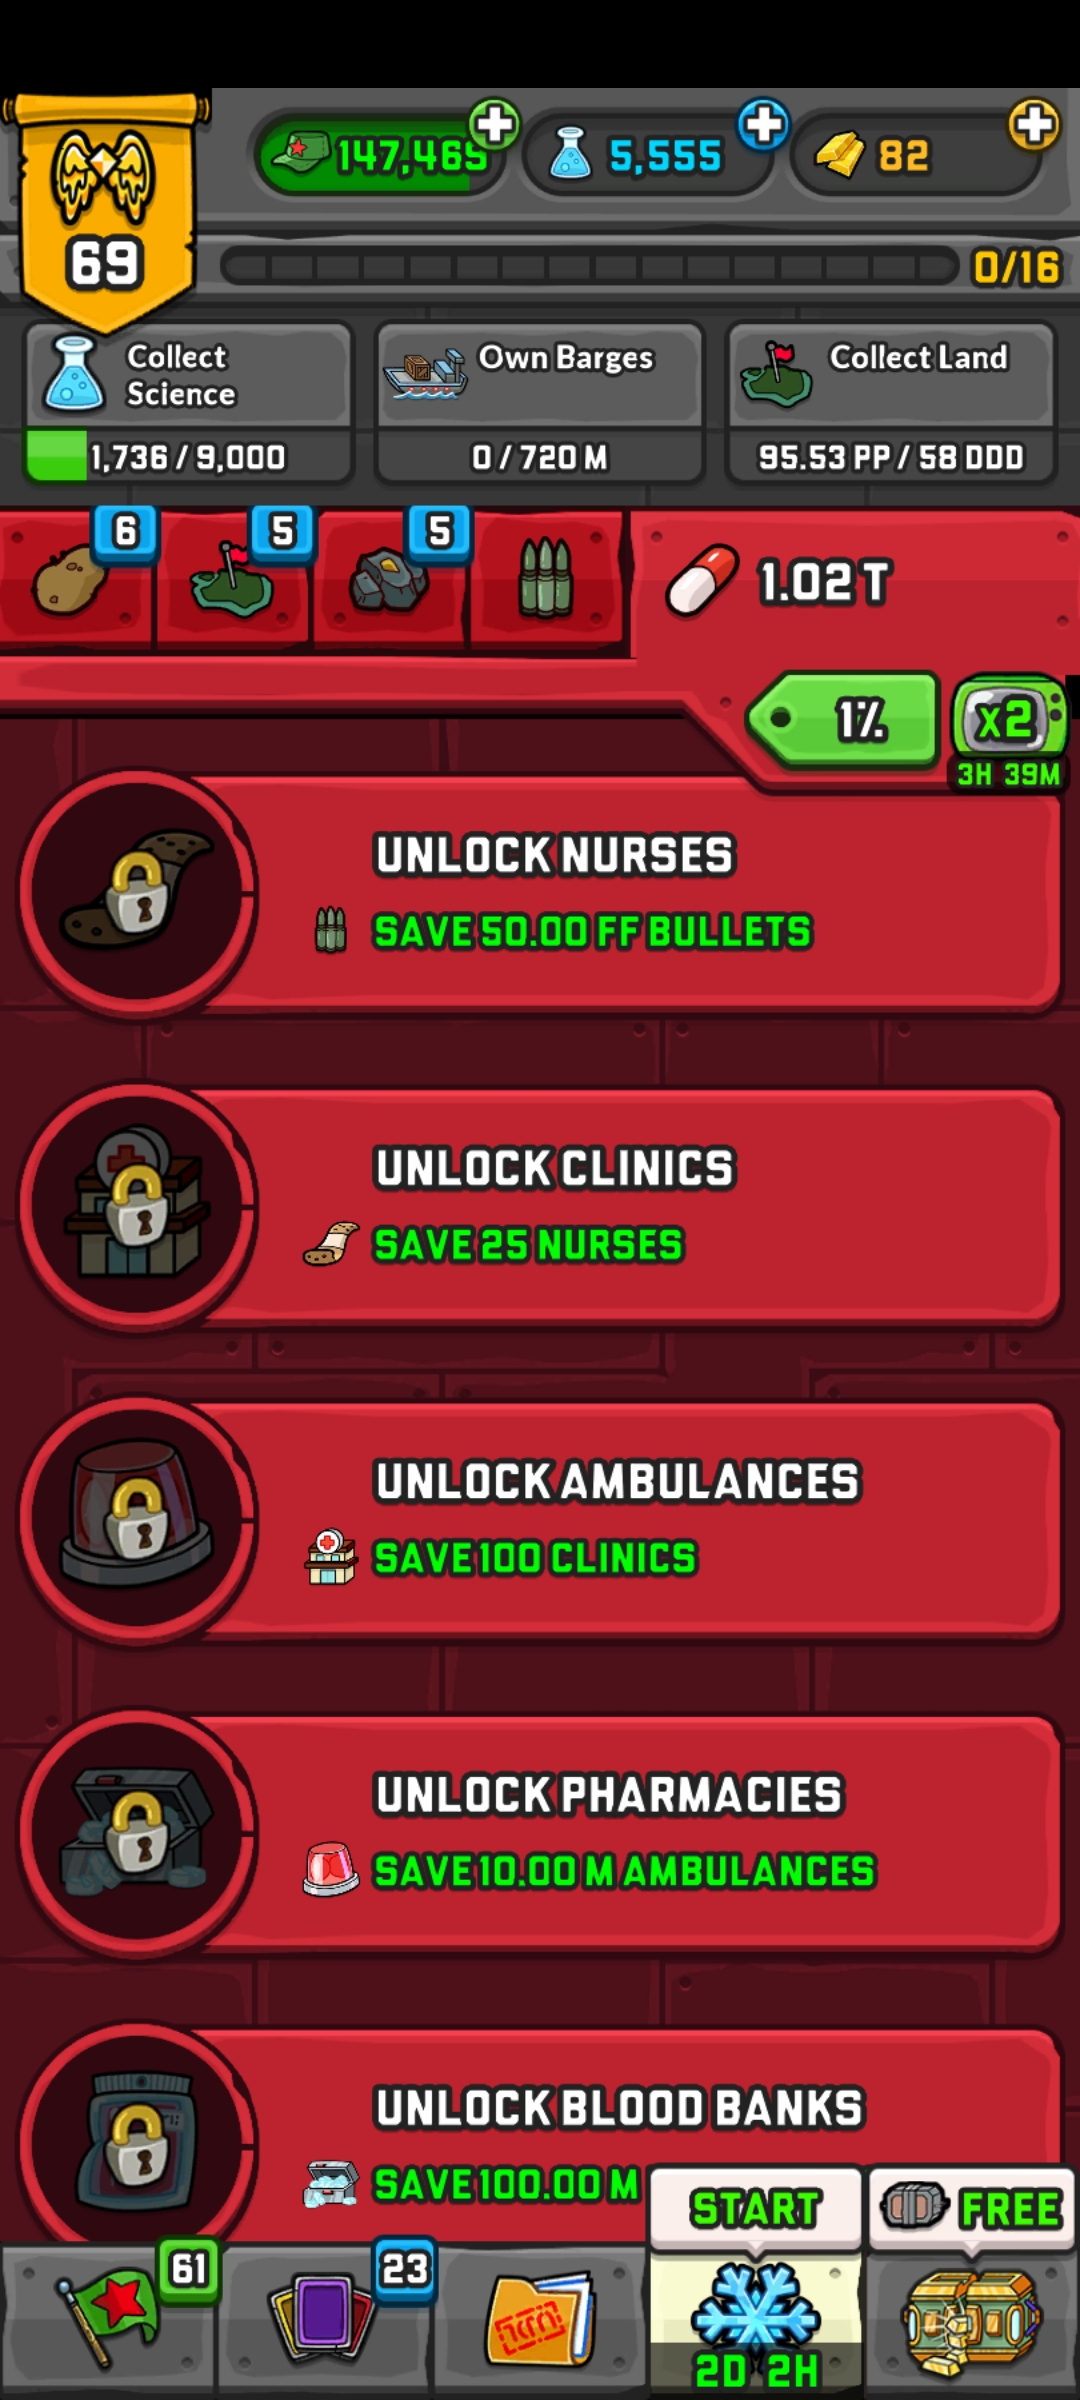 147,465
5,555
82
69
0/16
Collect
Science
1,736 / 9,000
Own Barges
0 / 720 M
Collect Land
95.53 PP / 58 DDD
6
5
5
1.02 T
1%
x2
3H 39M
UNLOCK NURSES
SAVE 50.00 FF BULLETS
UNLOCK CLINICS
SAVE 25 NURSES
UNLOCK AMBULANCES
SAVE 100 CLINICS
UNLOCK PHARMACIES
SAVE 10.00 M AMBULANCES
UNLOCK BLOOD BANKS
SAVE 100.00 M
START
FREE
61
23
2D 2H